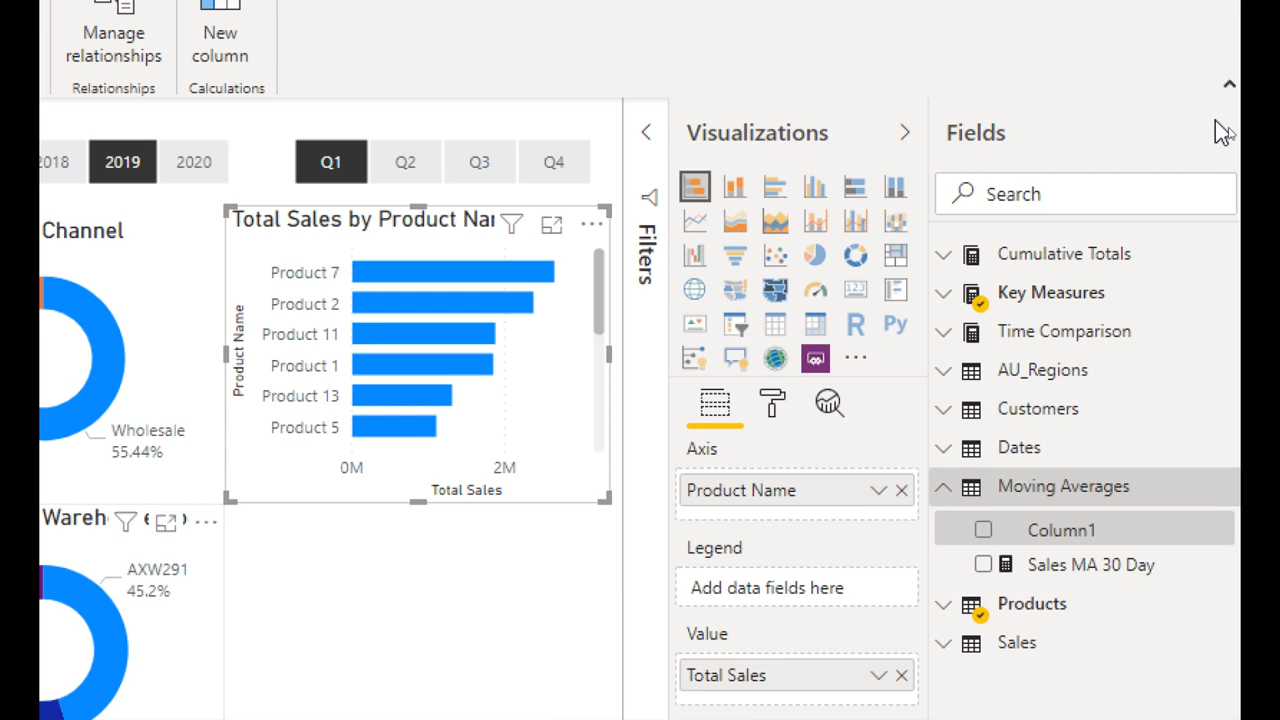 Manage
relationships
New
column
Relationships
Calculations
2018
2019
2020
Q1
Q2
Q3
Q4
Channel
Wholesale
55.44%
Total Sales by Product Nar
Product Name
Product 7
Product 2
Product 11
Product 1
Product 13
Product 5
0M
2M
Total Sales
Wareh
AXW291
45.2%
Filters
Visualizations
123
R
Py
Axis
Product Name
Legend
Add data fields here
Value
Total Sales
Fields
Search
Cumulative Totals
Key Measures
Time Comparison
AU_Regions
Customers
Dates
Moving Averages
Column1
Sales MA 30 Day
Products
Sales